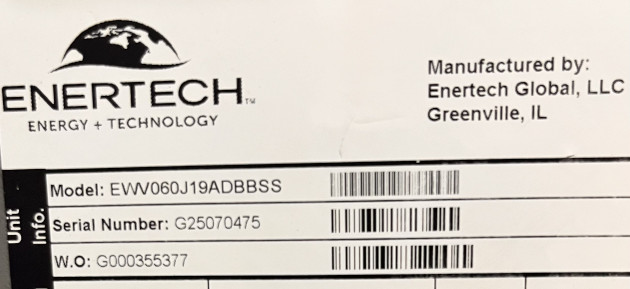 ENERTECH™
ENERGY + TECHNOLOGY
Manufactured by:
Enertech Global, LLC
Greenville, IL
Unit Info.
Model: EWV060J19ADBBSS
Serial Number: G25070475
W.O: G000355377